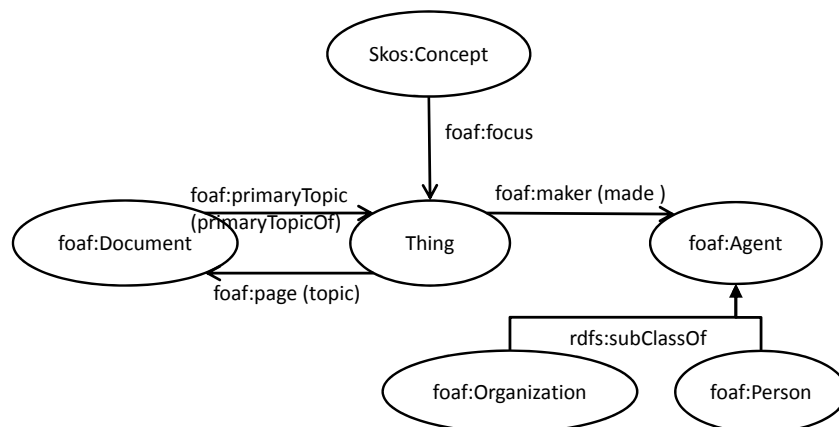 Skos:Concept
foaf:focus
foaf:primaryTopic
(primaryTopicOf)
foaf:maker (made )
foaf:Document
Thing
foaf:Agent
foaf:page (topic)
rdfs:subClassOf
foaf:Organization
foaf:Person